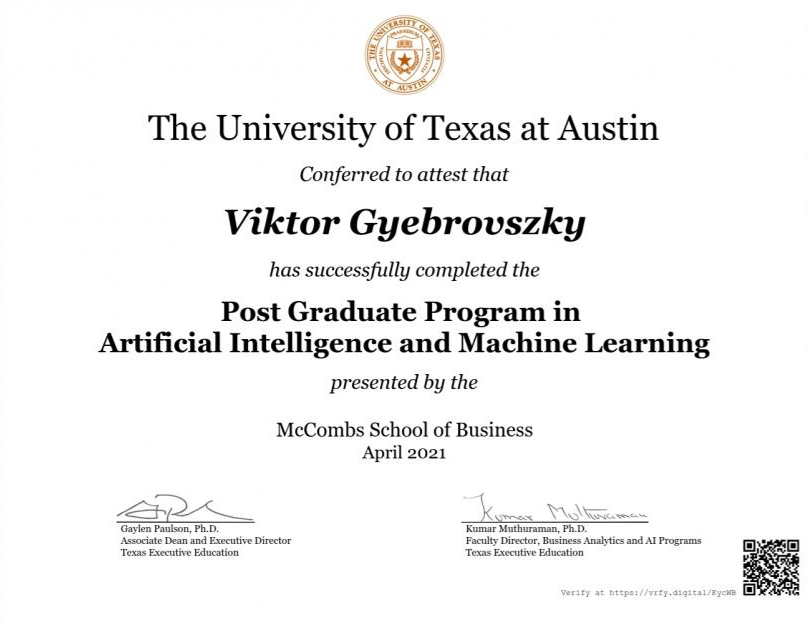 THE UNIVERSITY OF TEXAS
AT AUSTIN
PRAESIDIUM
DISCIPLINA
CIVITATIS
The University of Texas at Austin
Conferred to attest that
Viktor Gyebrovszky
has successfully completed the
Post Graduate Program in
Artificial Intelligence and Machine Learning
presented by the
McCombs School of Business
April 2021
Kumar Muthuraman
Gaylen Paulson, Ph.D.
Associate Dean and Executive Director
Texas Executive Education
Kumar Muthuraman, Ph.D.
Faculty Director, Business Analytics and AI Programs
Texas Executive Education
Verify at https://vrfy.digital/KycWB